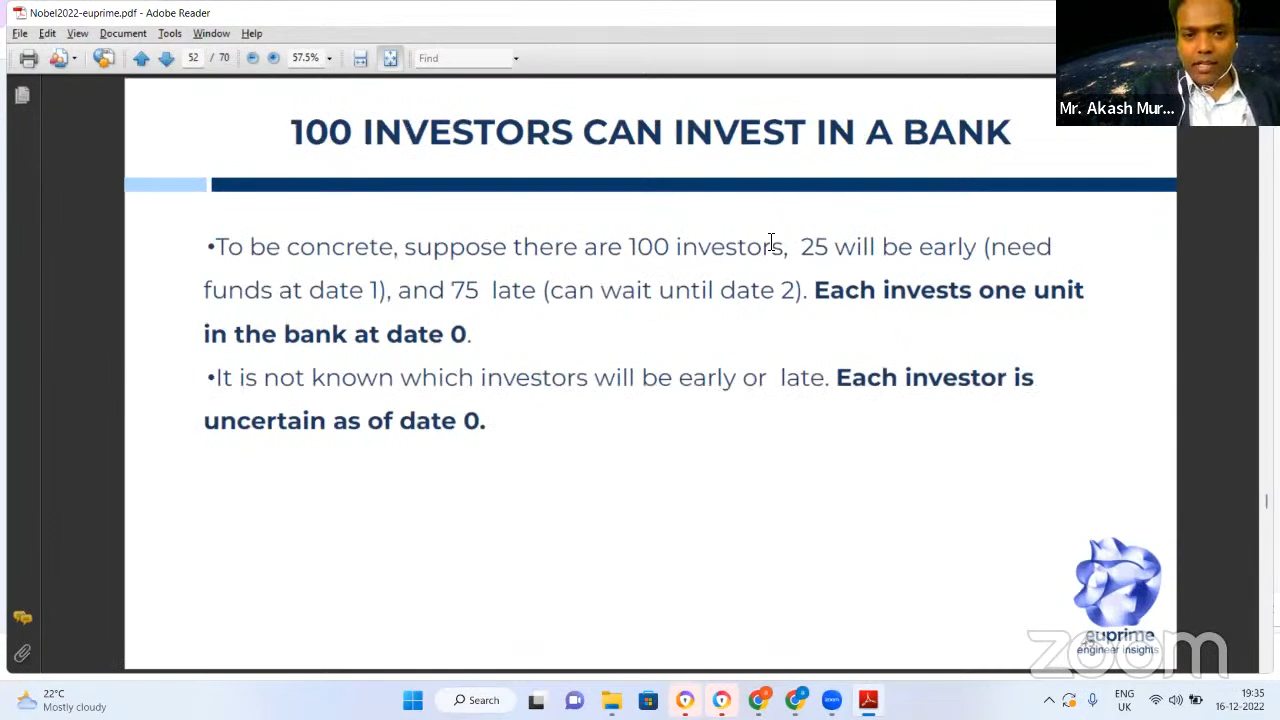 Nobel2022-euprime.pdf - Adobe Reader
File Edit View Document Tools Window Help
52 / 70 57.5% Find
Mr. Akash Mur...
100 INVESTORS CAN INVEST IN A BANK
•To be concrete, suppose there are 100 investors, 25 will be early (need
funds at date 1), and 75 late (can wait until date 2). Each invests one unit
in the bank at date 0.
•It is not known which investors will be early or late. Each investor is
uncertain as of date 0.
euprime
engineer insights
zoom
22°C
Mostly cloudy
Search
zoom
ENG
UK
19:35
16-12-2022